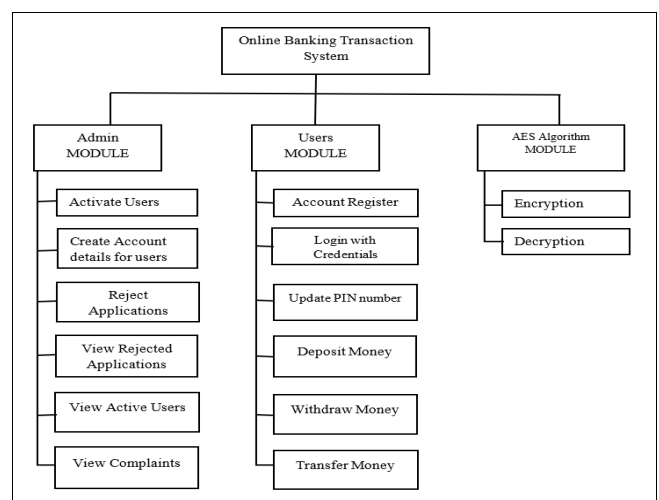 Online Banking Transaction
System
Admin
MODULE
Activate Users
Create Account
details for users
Reject
Applications
View Rejected
Applications
View Active Users
View Complaints
Users
MODULE
Account Register
Login with
Credentials
Update PIN number
Deposit Money
Withdraw Money
Transfer Money
AES Algorithm
MODULE
Encryption
Decryption